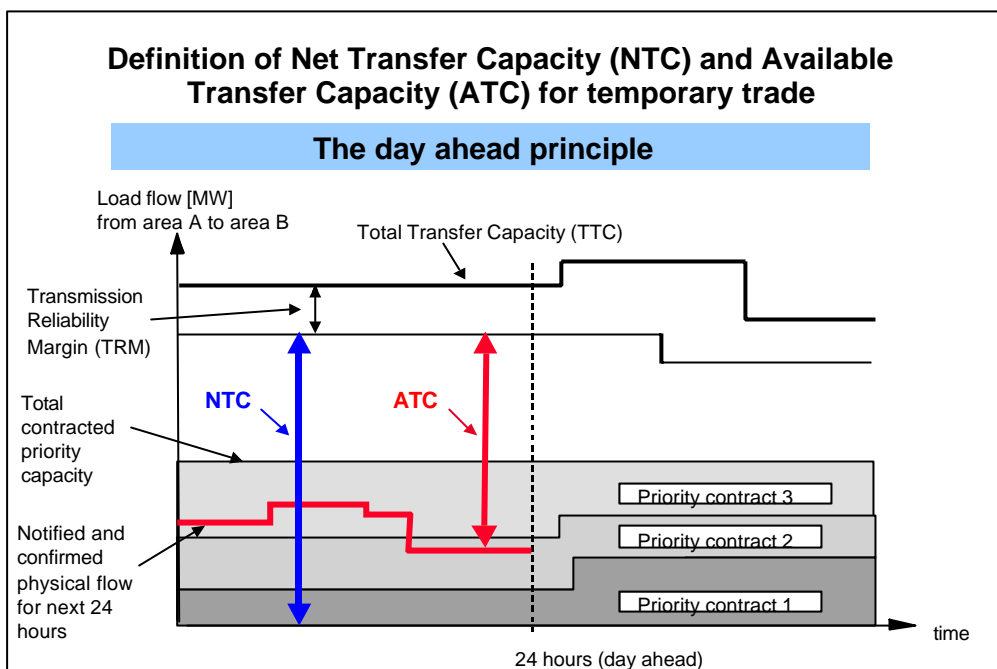 Definition of Net Transfer Capacity (NTC) and Available
Transfer Capacity (ATC) for temporary trade
The day ahead principle
Load flow [MW]
from area A to area B
Total Transfer Capacity (TTC)
Transmission
Reliability
Margin (TRM)
NTC
ATC
Total
contracted
priority
capacity
Priority contract 3
Notified and
confirmed
physical flow
for next 24
hours
Priority contract 2
Priority contract 1
time
24 hours (day ahead)